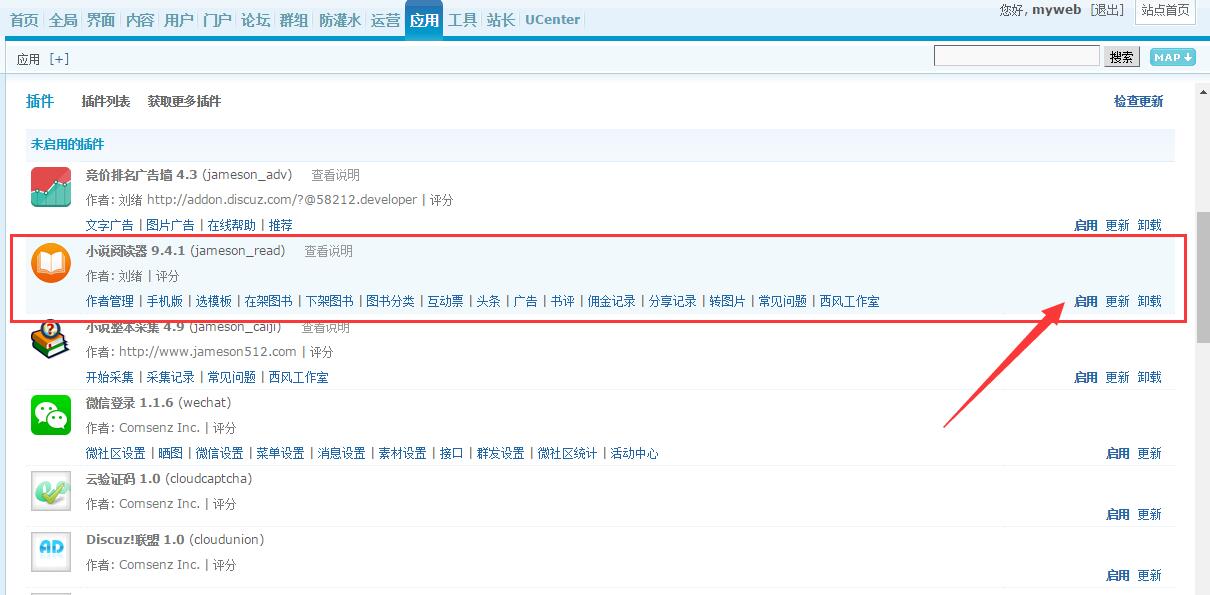 首页 全局 界面 内容 用户 门户 论坛 群组 防灌水 运营 应用 工具 站长 UCenter 您好, myweb [退出] 站点首页
应用 [+] 搜索 MAP↓
插件 插件列表 获取更多插件 检查更新
未启用的插件
竞价排名广告墙 4.3 (jameson_adv) 查看说明
作者: 刘绪 http://addon.discuz.com/?@58212.developer | 评分
文字广告 | 图片广告 | 在线帮助 | 推荐 启用 更新 卸载
小说阅读器 9.4.1 (jameson_read) 查看说明
作者: 刘绪 | 评分
作者管理 | 手机版 | 选模板 | 在架图书 | 下架图书 | 图书分类 | 互动票 | 头条 | 广告 | 书评 | 佣金记录 | 分享记录 | 转图片 | 常见问题 | 西风工作室 启用 更新 卸载
小说整本采集 4.9 (jameson_caiji) 查看说明
作者: http://www.jameson512.com | 评分
开始采集 | 采集记录 | 常见问题 | 西风工作室 启用 更新 卸载
微信登录 1.1.6 (wechat)
作者: Comsenz Inc. | 评分
微社区设置 | 晒图 | 微信设置 | 菜单设置 | 消息设置 | 素材设置 | 接口 | 群发设置 | 微社区统计 | 活动中心 启用 更新
云验证码 1.0 (cloudcaptcha)
作者: Comsenz Inc. | 评分
启用 更新
AD
Discuz!联盟 1.0 (cloudunion)
作者: Comsenz Inc. | 评分
启用 更新